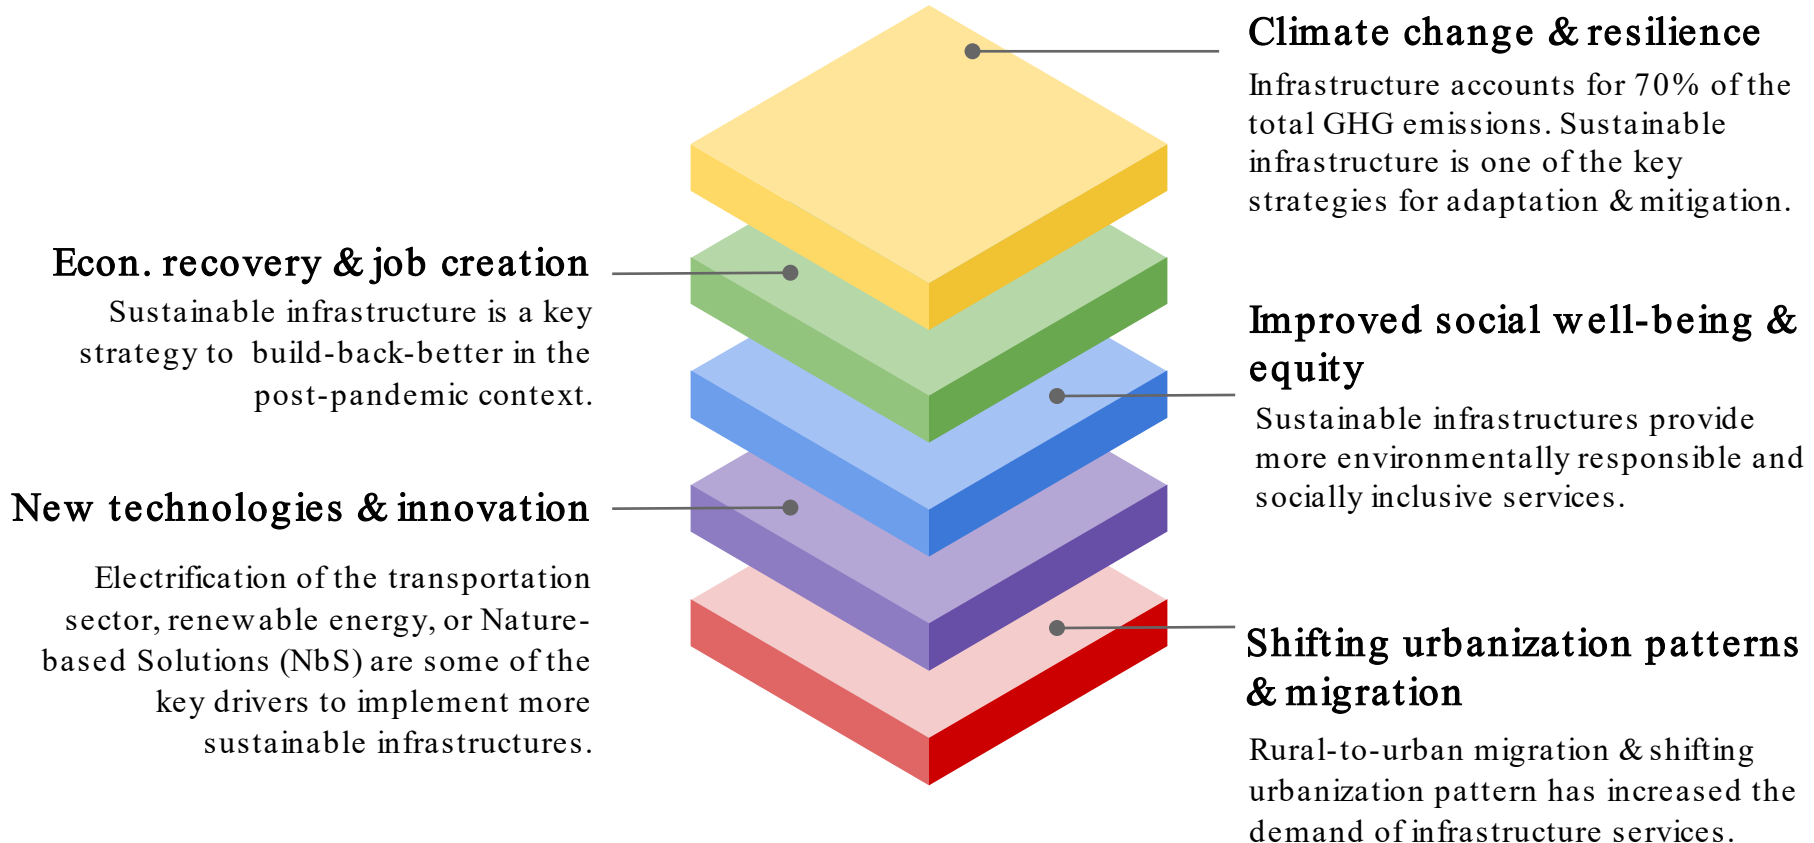 Climate change & resilience
Infrastructure accounts for 70% of the
total GHG emissions. Sustainable
infrastructure is one of the key
strategies for adaptation & mitigation.
Econ. recovery & job creation
Sustainable infrastructure is a key
strategy to build-back-better in the
post-pandemic context.
Improved social well-being &
equity
Sustainable infrastructures provide
more environmentally responsible and
socially inclusive services.
New technologies & innovation
Electrification of the transportation
sector, renewable energy, or Nature-
based Solutions (NbS) are some of the
key drivers to implement more
sustainable infrastructures.
Shifting urbanization patterns
& migration
Rural-to-urban migration & shifting
urbanization pattern has increased the
demand of infrastructure services.